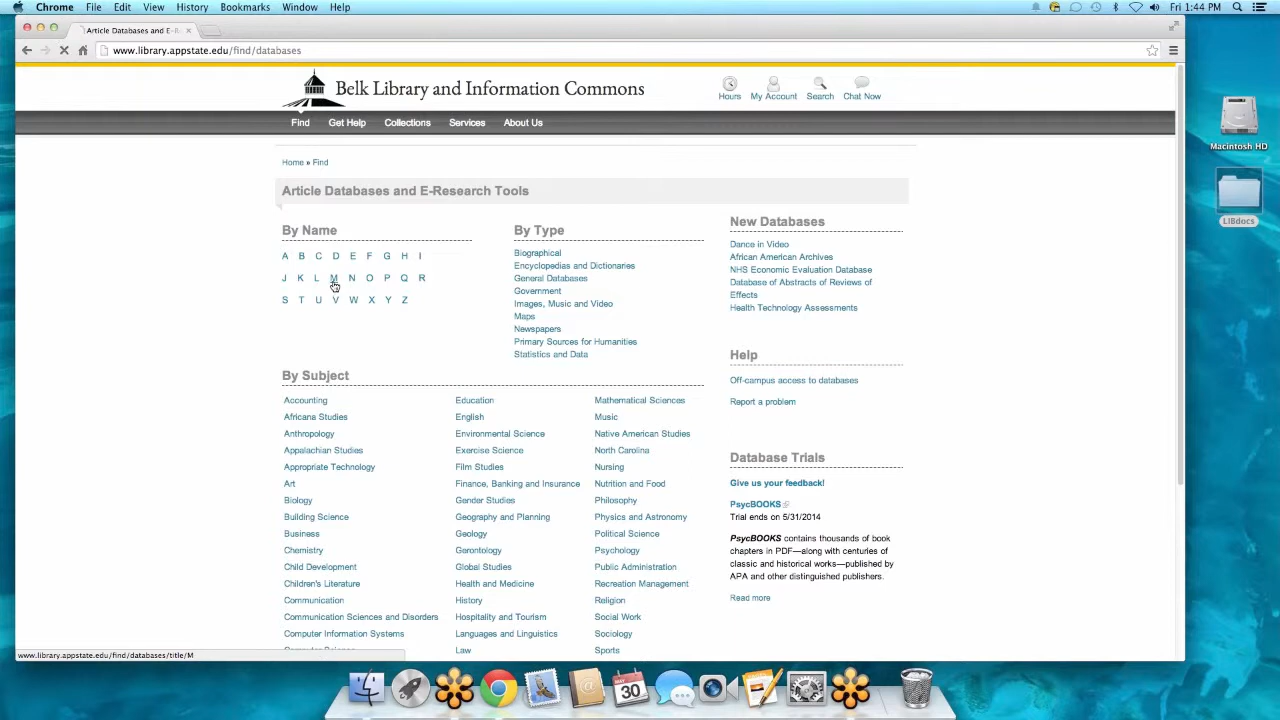 Chrome File Edit View History Bookmarks Window Help Fri 1:44 PM
Article Databases and E-R
www.library.appstate.edu/find/databases
Belk Library and Information Commons
Hours My Account Search Chat Now
Find Get Help Collections Services About Us
Home » Find
Article Databases and E-Research Tools
By Name
A B C D E F G H I
J K L M N O P Q R
S T U V W X Y Z
By Type
Biographical
Encyclopedias and Dictionaries
General Databases
Government
Images, Music and Video
Maps
Newspapers
Primary Sources for Humanities
Statistics and Data
New Databases
Dance in Video
African American Archives
NHS Economic Evaluation Database
Database of Abstracts of Reviews of
Effects
Health Technology Assessments
Help
Off-campus access to databases
Report a problem
By Subject
Accounting
Africana Studies
Anthropology
Appalachian Studies
Appropriate Technology
Art
Biology
Building Science
Business
Chemistry
Child Development
Children's Literature
Communication
Communication Sciences and Disorders
Computer Information Systems
Computer Science
Education
English
Environmental Science
Exercise Science
Film Studies
Finance, Banking and Insurance
Gender Studies
Geography and Planning
Geology
Gerontology
Global Studies
Health and Medicine
History
Hospitality and Tourism
Languages and Linguistics
Law
Mathematical Sciences
Music
Native American Studies
North Carolina
Nursing
Nutrition and Food
Philosophy
Physics and Astronomy
Political Science
Psychology
Public Administration
Recreation Management
Religion
Social Work
Sociology
Sports
Database Trials
Give us your feedback!
PsycBOOKS
Trial ends on 5/31/2014
PsycBOOKS contains thousands of book
chapters in PDF—along with centuries of
classic and historical works—published by
APA and other distinguished publishers.
Read more
www.library.appstate.edu/find/databases/title/M
Macintosh HD
LIBdocs
MAY
30